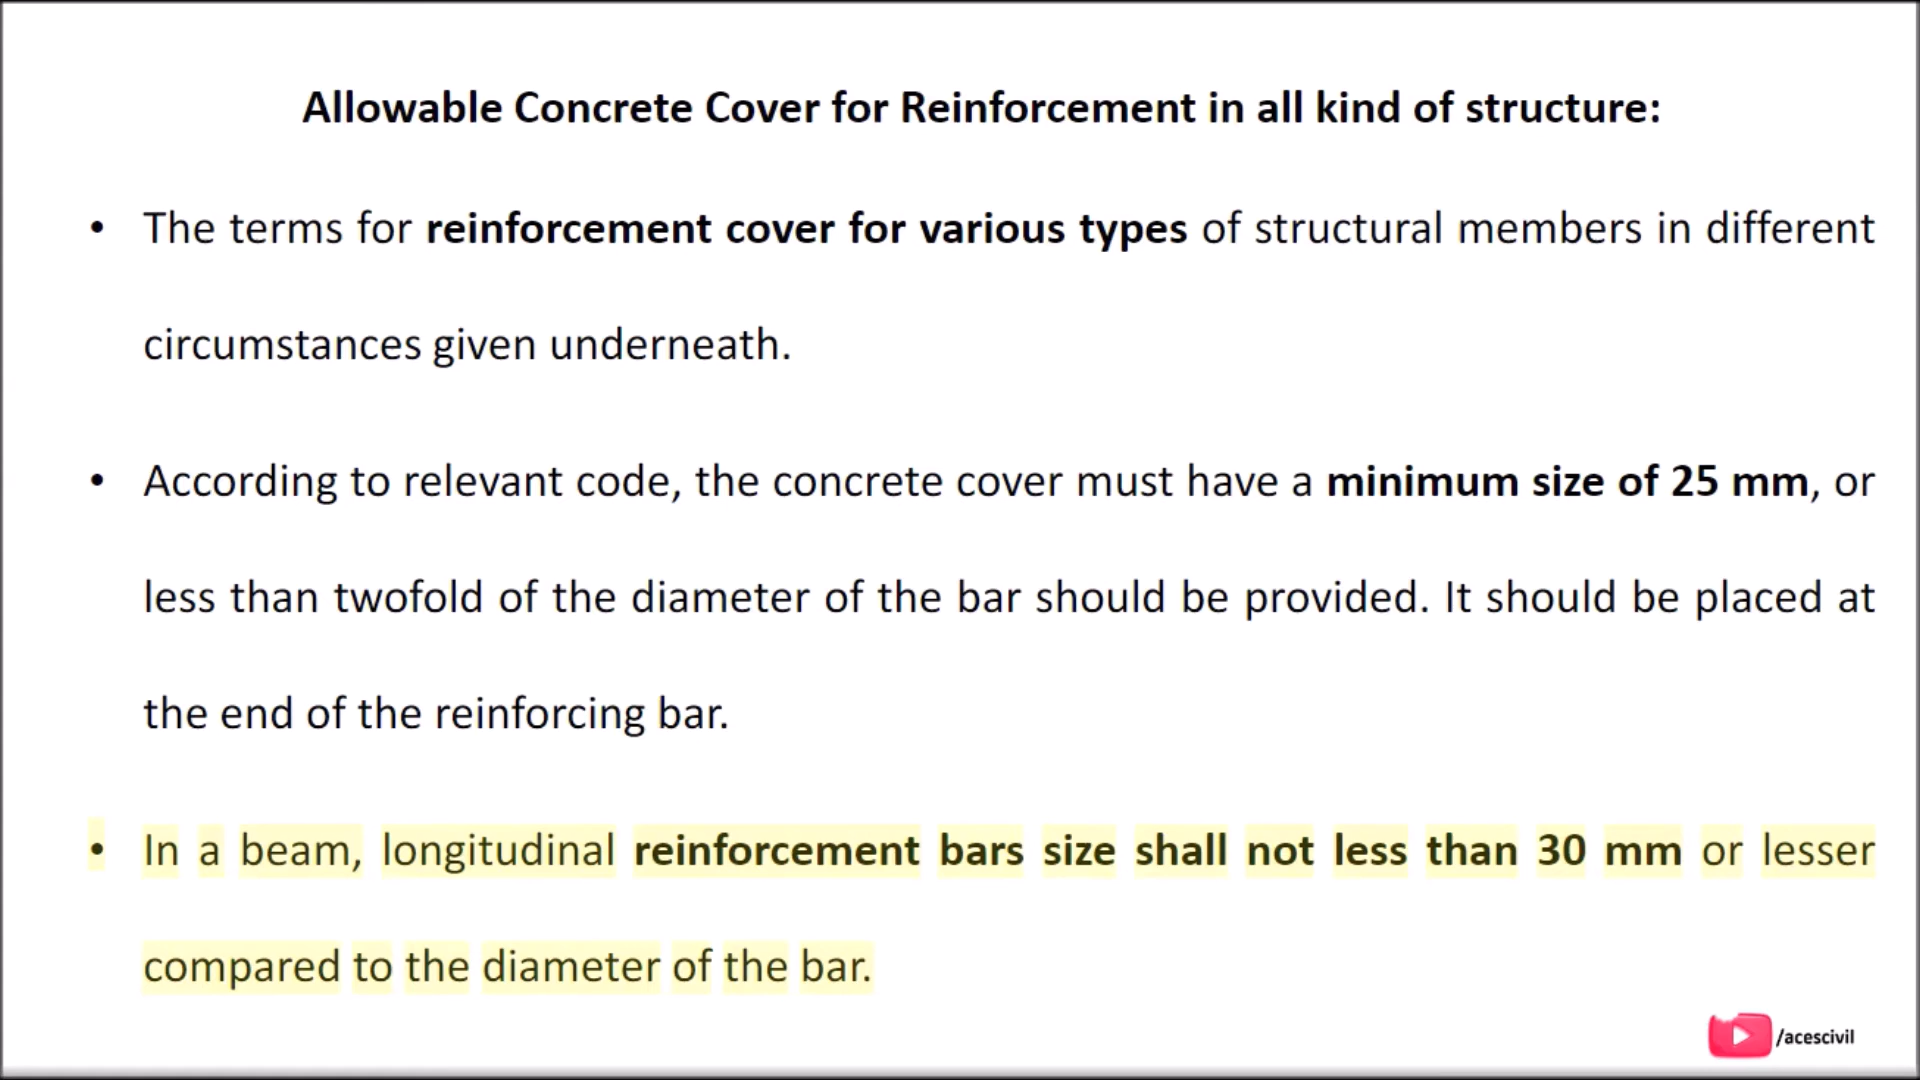 Allowable Concrete Cover for Reinforcement in all kind of structure:
• The terms for reinforcement cover for various types of structural members in different
circumstances given underneath.
• According to relevant code, the concrete cover must have a minimum size of 25 mm, or
less than twofold of the diameter of the bar should be provided. It should be placed at
the end of the reinforcing bar.
• In a beam, longitudinal reinforcement bars size shall not less than 30 mm or lesser
compared to the diameter of the bar.
/acescivil